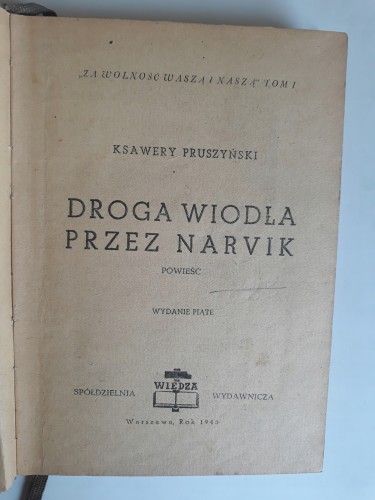 „ZA WOLNOŚĆ WASZĄ I NASZĄ" TOM I
KSAWERY PRUSZYŃSKI
DROGA WIODŁA
PRZEZ NARVIK
POWIEŚĆ
WYDANIE PIĄTE
WIEDZA
SPÓŁDZIELNIA WYDAWNICZA
Warszawa, Rok